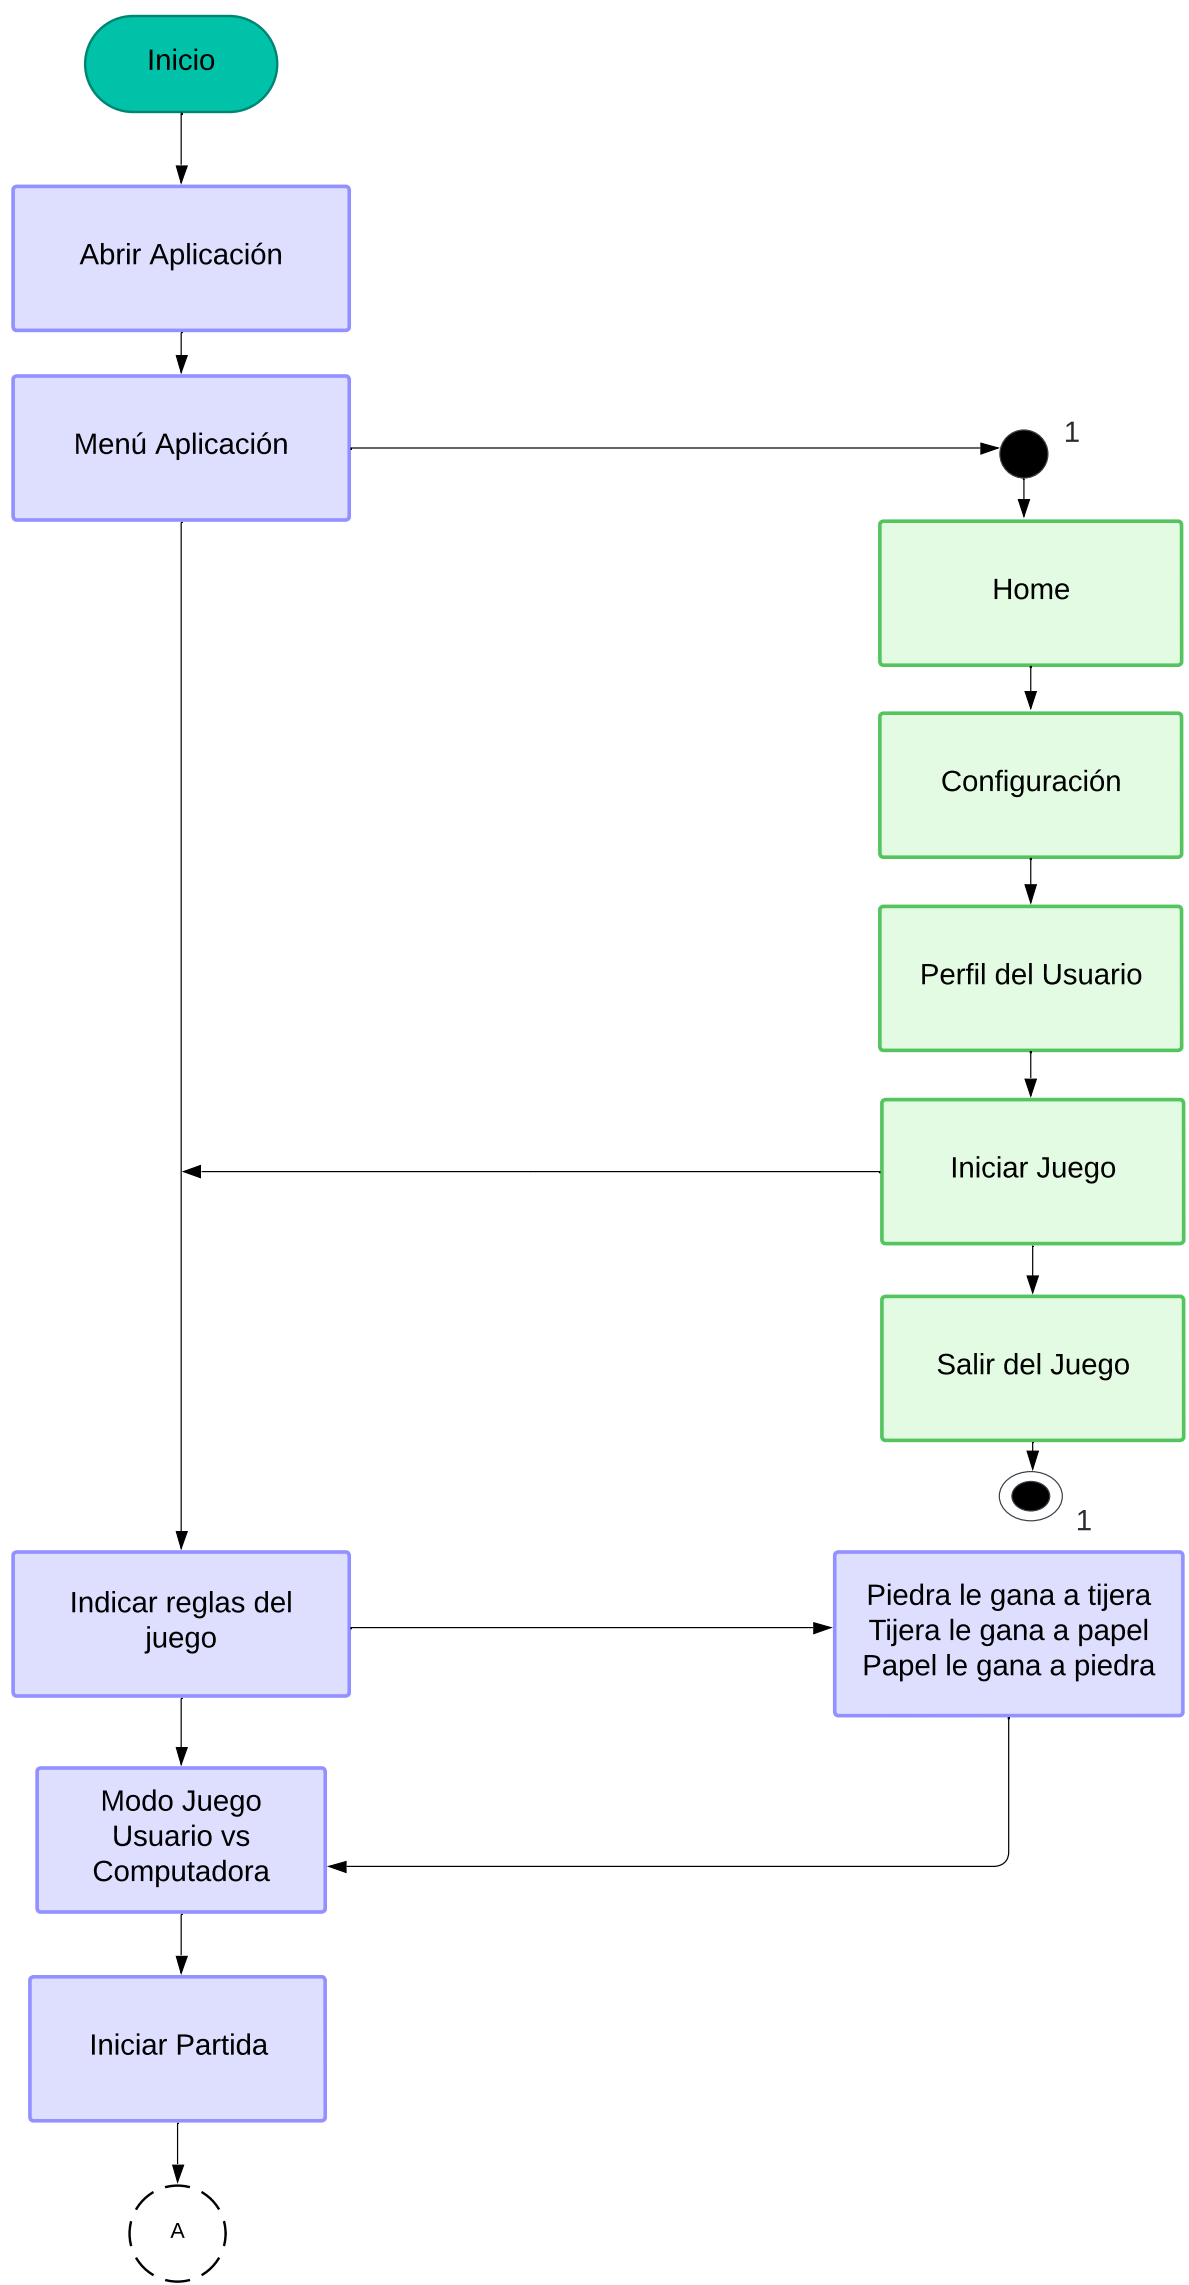 Inicio
Abrir Aplicación
Menú Aplicación
1
Home
Configuración
Perfil del Usuario
Iniciar Juego
Salir del Juego
1
Indicar reglas del
juego
Piedra le gana a tijera
Tijera le gana a papel
Papel le gana a piedra
Modo Juego
Usuario vs
Computadora
Iniciar Partida
A